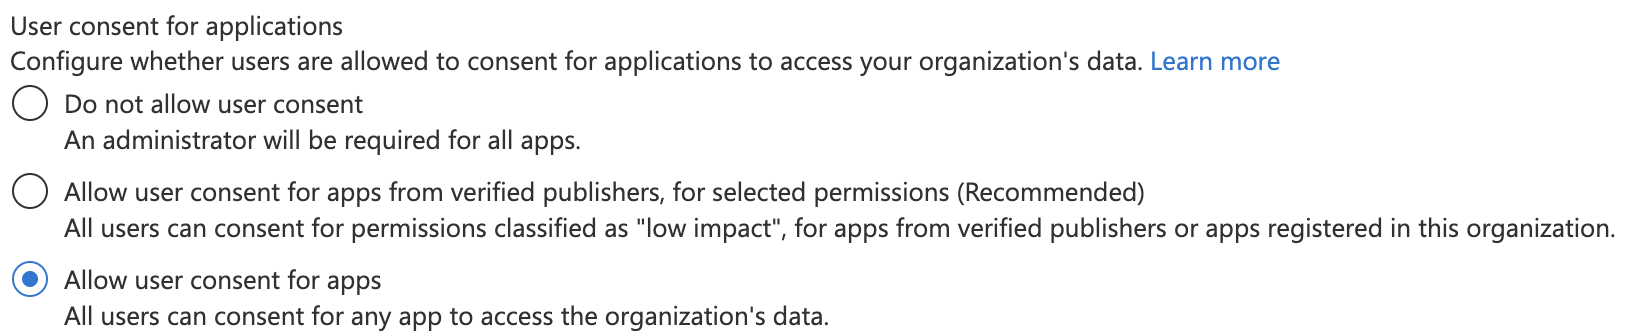 User consent for applications
Configure whether users are allowed to consent for applications to access your organization's data. Learn more
Do not allow user consent
An administrator will be required for all apps.
Allow user consent for apps from verified publishers, for selected permissions (Recommended)
All users can consent for permissions classified as "low impact", for apps from verified publishers or apps registered in this organization.
Allow user consent for apps
All users can consent for any app to access the organization's data.